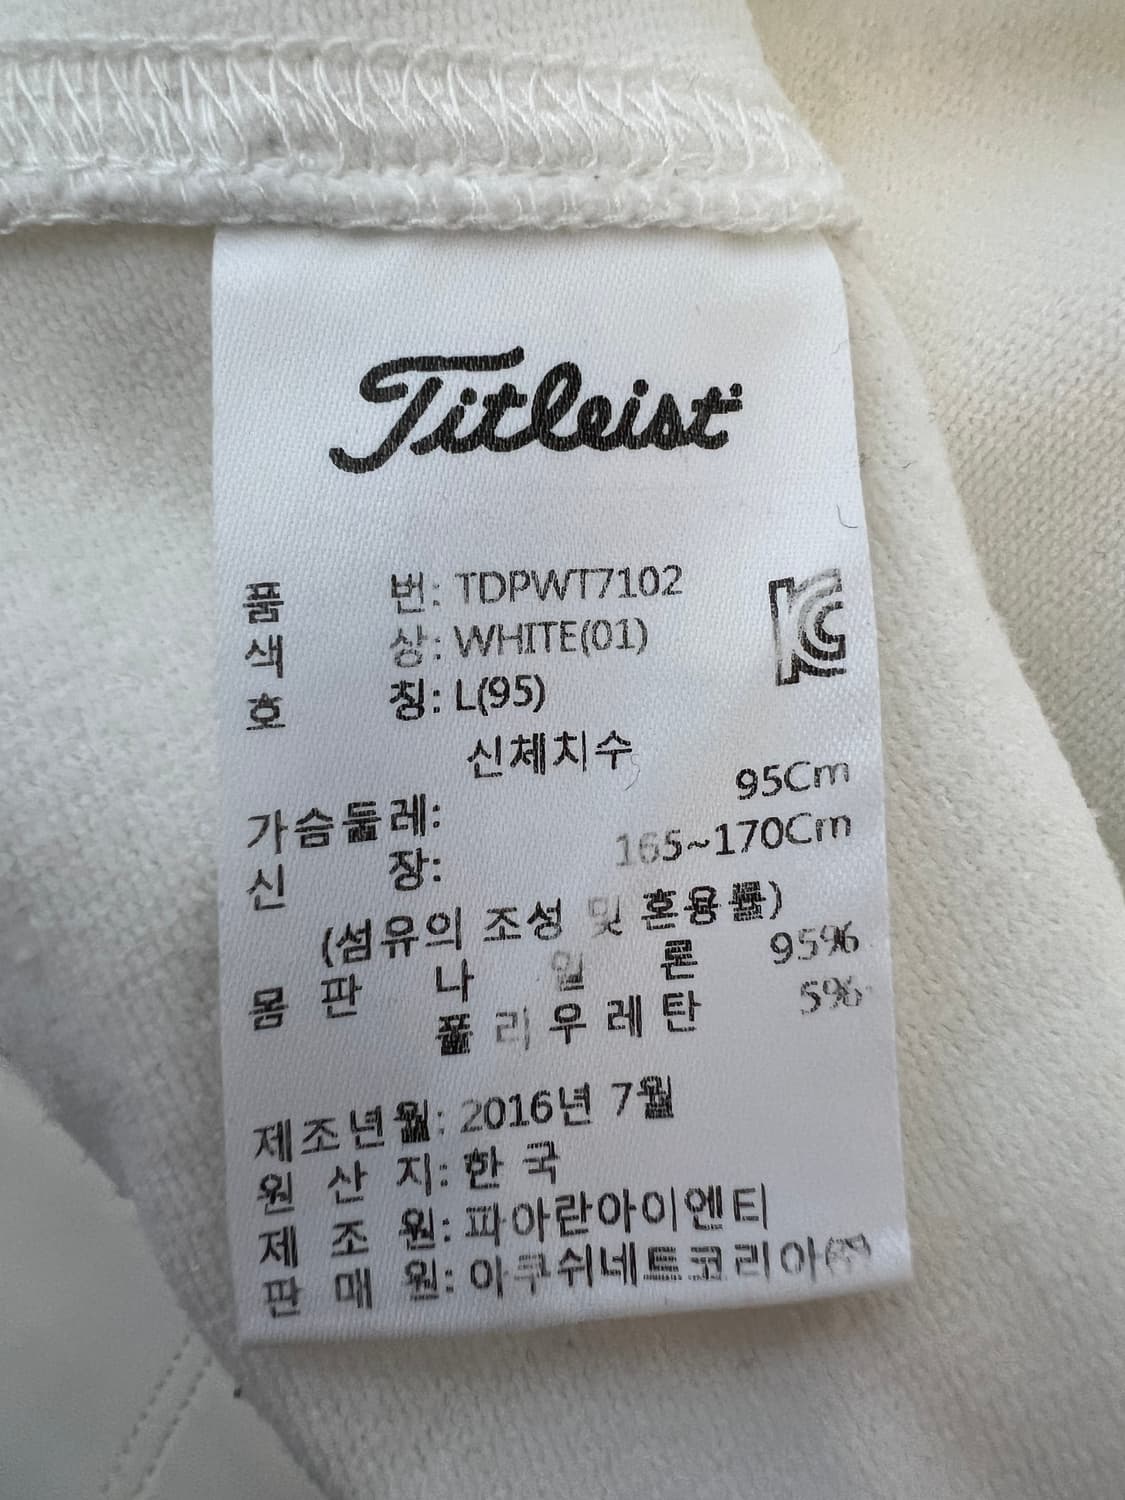 Titleist
품 번: TDPWT7102
색 상: WHITE(01)
호 칭: L(95)
KC
신체치수
가슴둘레: 95Cm
신 장: 165~170Cm
(섬유의 조성 및 혼용률)
몸 판 나 일 론 95%
폴 리 우 레 탄 5%
제조년월: 2016년 7월
원 산 지: 한 국
제 조 원: 파아란아이엔티
판 매 원: 아쿠쉬네트코리아(주)